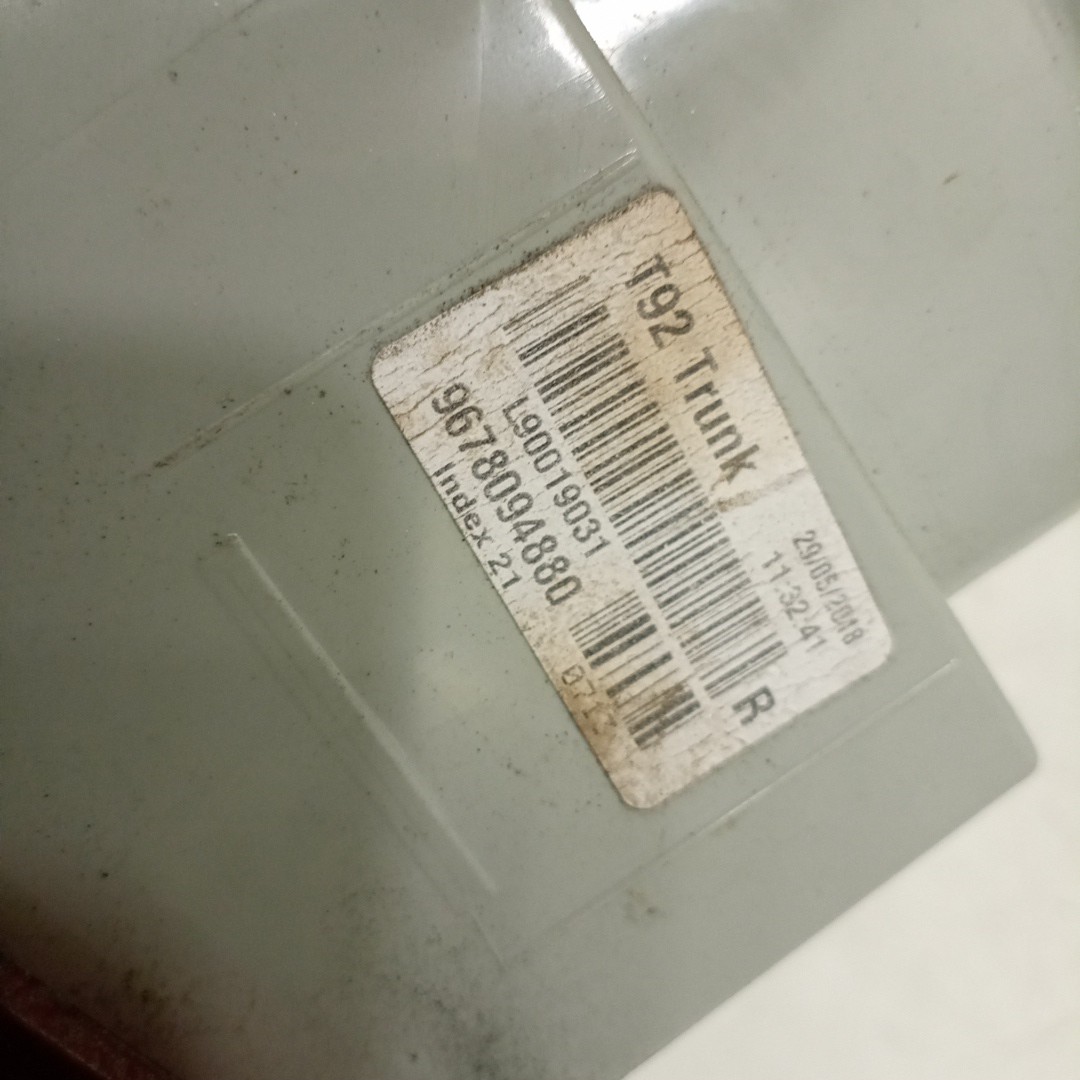 T92 Trunk
29/05/2018
11:32:41
R
L90019031
9678094880
Index 21